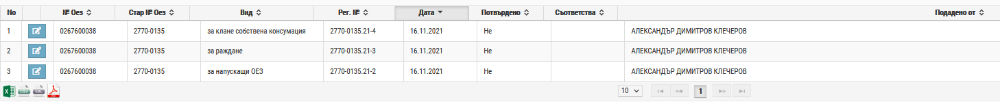 No № Оез Стар № Оез Вид Рег. № Дата Потвърдено Съответства Подадено от
1 0267600038 2770-0135 за клане собствена консумация 2770-0135.21-4 16.11.2021 Не АЛЕКСАНДЪР ДИМИТРОВ КЛЕЧЕРОВ
2 0267600038 2770-0135 за раждане 2770-0135.21-3 16.11.2021 Не АЛЕКСАНДЪР ДИМИТРОВ КЛЕЧЕРОВ
3 0267600038 2770-0135 за напускащи ОЕЗ 2770-0135.21-2 16.11.2021 Не АЛЕКСАНДЪР ДИМИТРОВ КЛЕЧЕРОВ
CSV XML PDF 10 1